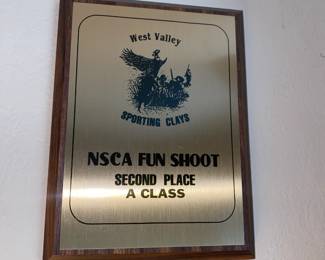 West Valley
SPORTING CLAYS
NSCA FUN SHOOT
SECOND PLACE
A CLASS